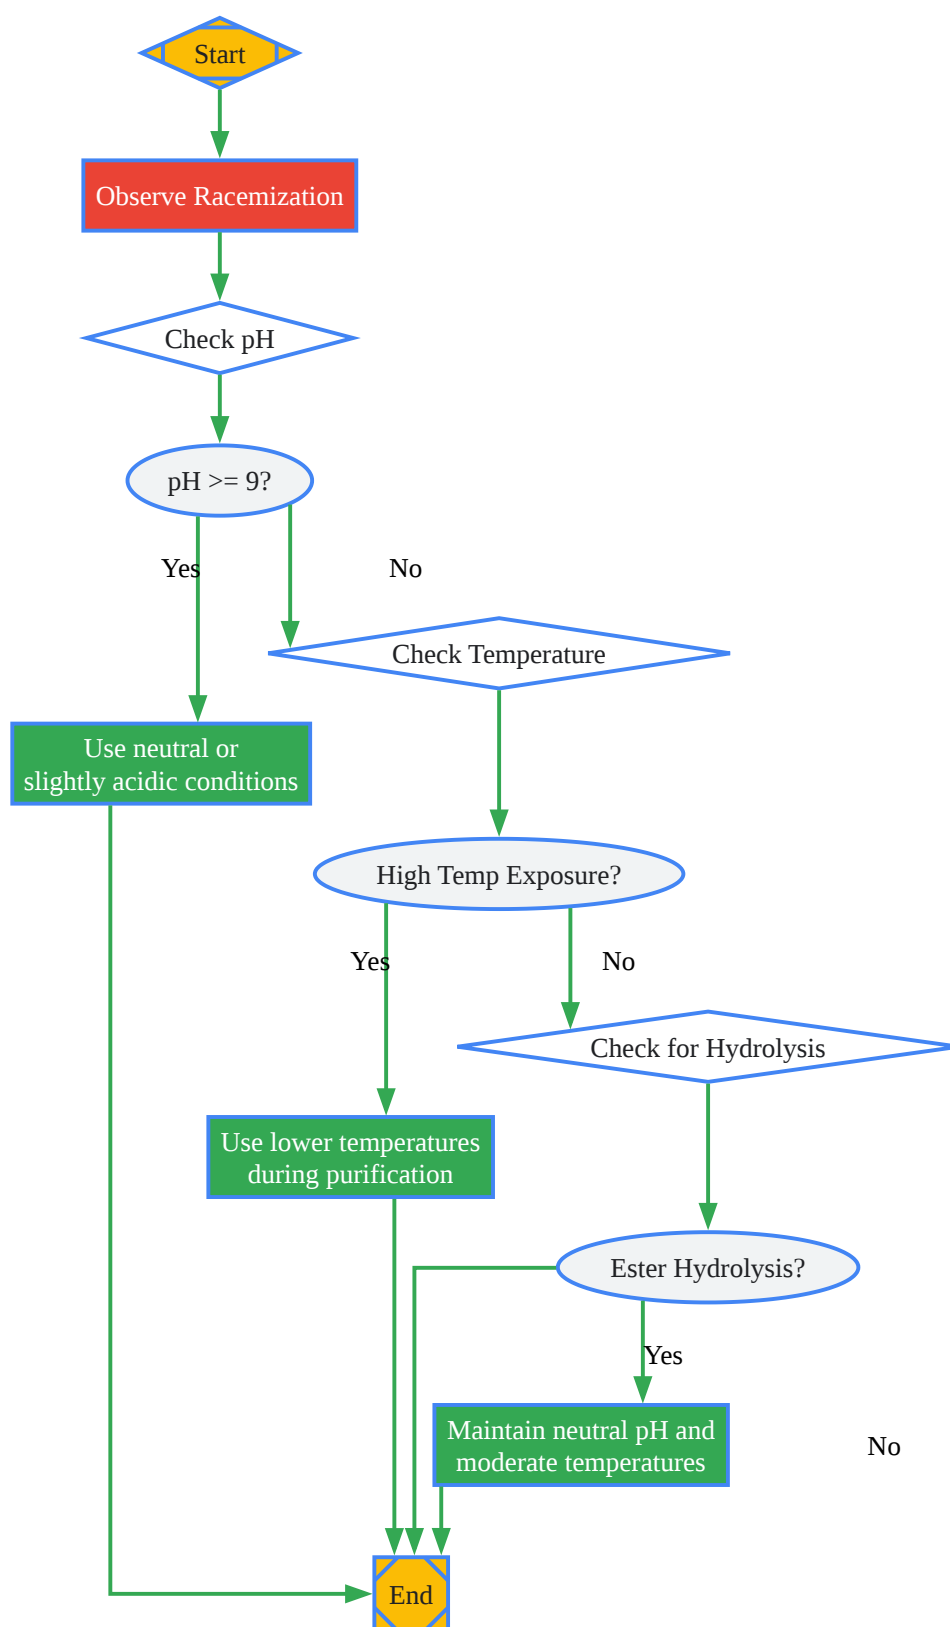 Start
Observe Racemization
Check pH
pH >= 9?
Yes
No
Check Temperature
Use neutral or
slightly acidic conditions
High Temp Exposure?
Yes
No
Check for Hydrolysis
Use lower temperatures
during purification
Ester Hydrolysis?
Yes
Maintain neutral pH and
moderate temperatures
No
End